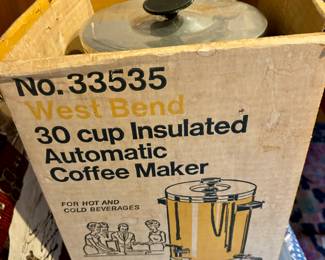 No. 33535
West Bend
30 cup Insulated
Automatic
Coffee Maker
FOR HOT AND
COLD BEVERAGES